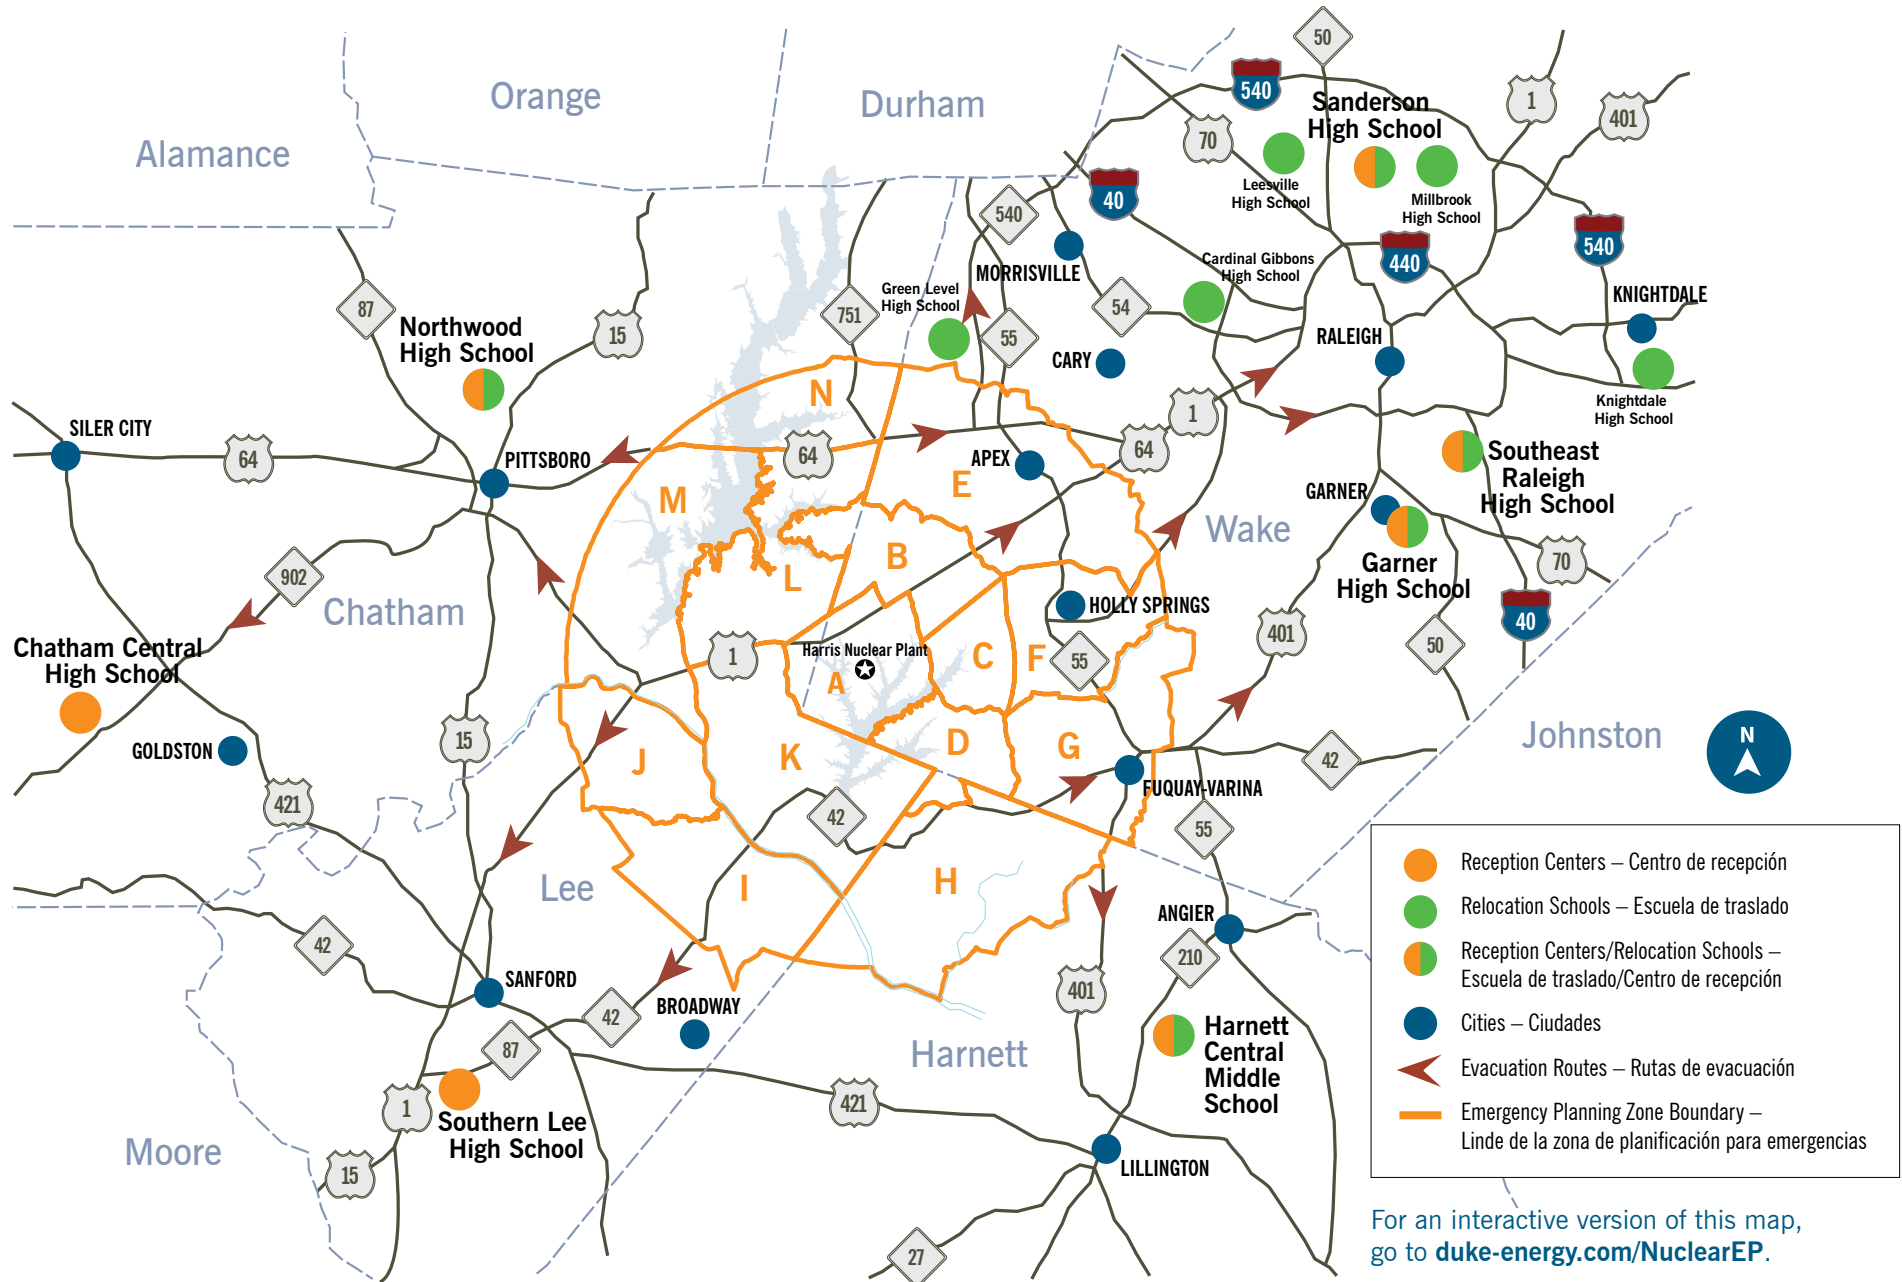 50
Orange
Durham
540
Sanderson
High School
1
401
Alamance
70
Leesville
High School
Millbrook
High School
40
540
540
440
MORRISVILLE
Cardinal Gibbons
High School
Green Level
High School
87
Northwood
High School
15
751
55
54
KNIGHTDALE
RALEIGH
CARY
Knightdale
High School
N
1
SILER CITY
64
PITTSBORO
64
APEX
64
Southeast
Raleigh
High School
M
E
GARNER
Wake
B
L
902
Chatham
Garner
High School
70
HOLLY SPRINGS
40
401
50
Chatham Central
High School
1
Harris Nuclear Plant
A
C
F
55
GOLDSTON
15
J
K
D
G
Johnston
N
42
FUQUAY-VARINA
421
42
55
Lee
I
H
ANGIER
42
210
SANFORD
BROADWAY
42
401
87
Harnett
Harnett
Central
Middle
School
1
421
Southern Lee
High School
Moore
15
LILLINGTON
27
Reception Centers – Centro de recepción
Relocation Schools – Escuela de traslado
Reception Centers/Relocation Schools –
Escuela de traslado/Centro de recepción
Cities – Ciudades
Evacuation Routes – Rutas de evacuación
Emergency Planning Zone Boundary –
Linde de la zona de planificación para emergencias
For an interactive version of this map,
go to duke-energy.com/NuclearEP.